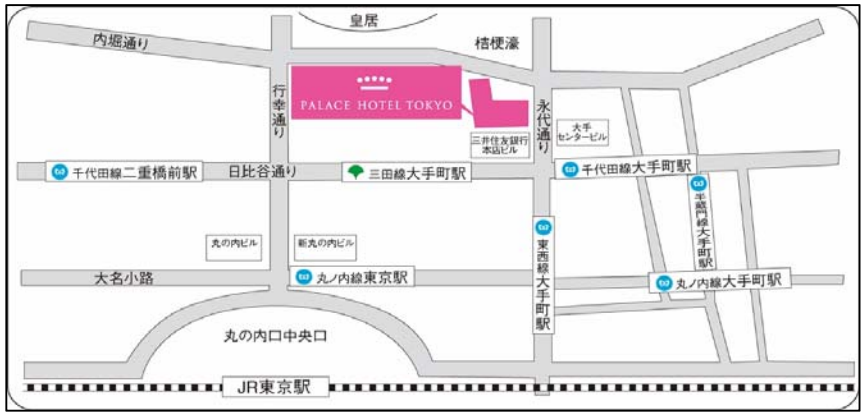 皇居
内堀通り
桔梗濠
行幸通り
PALACE HOTEL TOKYO
永代通り
三井住友銀行
本店ビル
大手
センタービル
千代田線二重橋前駅
日比谷通り
三田線大手町駅
千代田線大手町駅
半蔵門線大手町駅
丸の内ビル
新丸の内ビル
東西線大手町駅
大名小路
丸ノ内線東京駅
丸ノ内線大手町駅
丸の内口中央口
JR東京駅